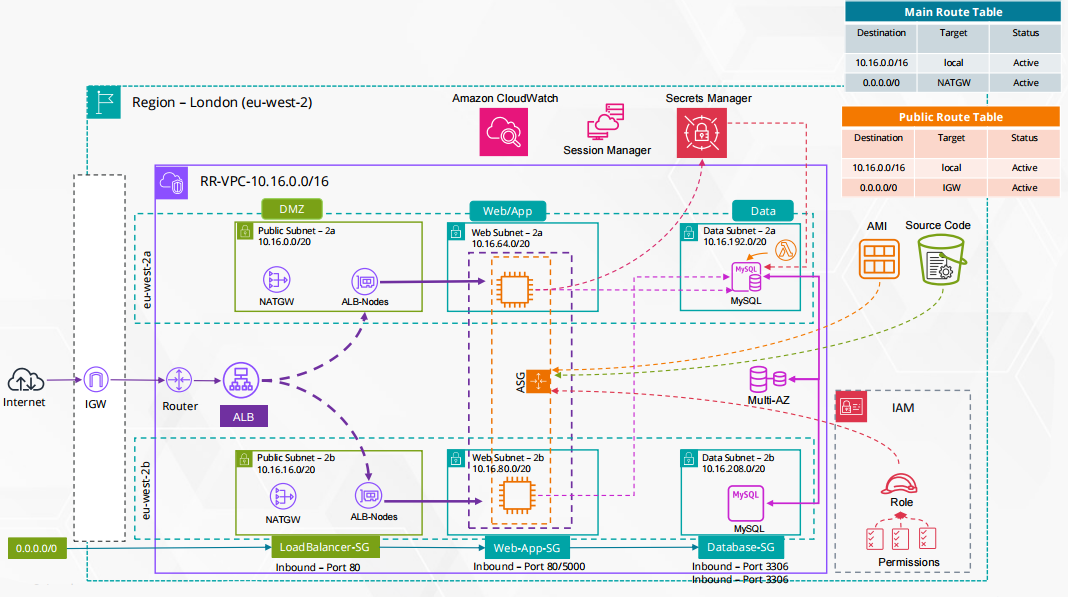 Main Route Table
Destination Target Status
10.16.0.0/16 local Active
0.0.0.0/0 NATGW Active
Public Route Table
Destination Target Status
10.16.0.0/16 local Active
0.0.0.0/0 IGW Active
Region – London (eu-west-2)
Amazon CloudWatch
Session Manager
Secrets Manager
RR-VPC-10.16.0.0/16
DMZ
Web/App
Data
AMI
Source Code
eu-west-2a
Public Subnet – 2a
10.16.0.0/20
NATGW
ALB-Nodes
Web Subnet – 2a
10.16.64.0/20
Data Subnet – 2a
10.16.192.0/20
MySQL
MySQL
Internet
IGW
Router
ALB
ASG
Multi-AZ
IAM
Role
Permissions
eu-west-2b
Public Subnet – 2b
10.16.16.0/20
NATGW
ALB-Nodes
Web Subnet – 2b
10.16.80.0/20
Data Subnet – 2b
10.16.208.0/20
MySQL
MySQL
0.0.0.0/0
LoadBalancer-SG
Inbound – Port 80
Web-App-SG
Inbound – Port 80/5000
Database-SG
Inbound – Port 3306
Inbound – Port 3306